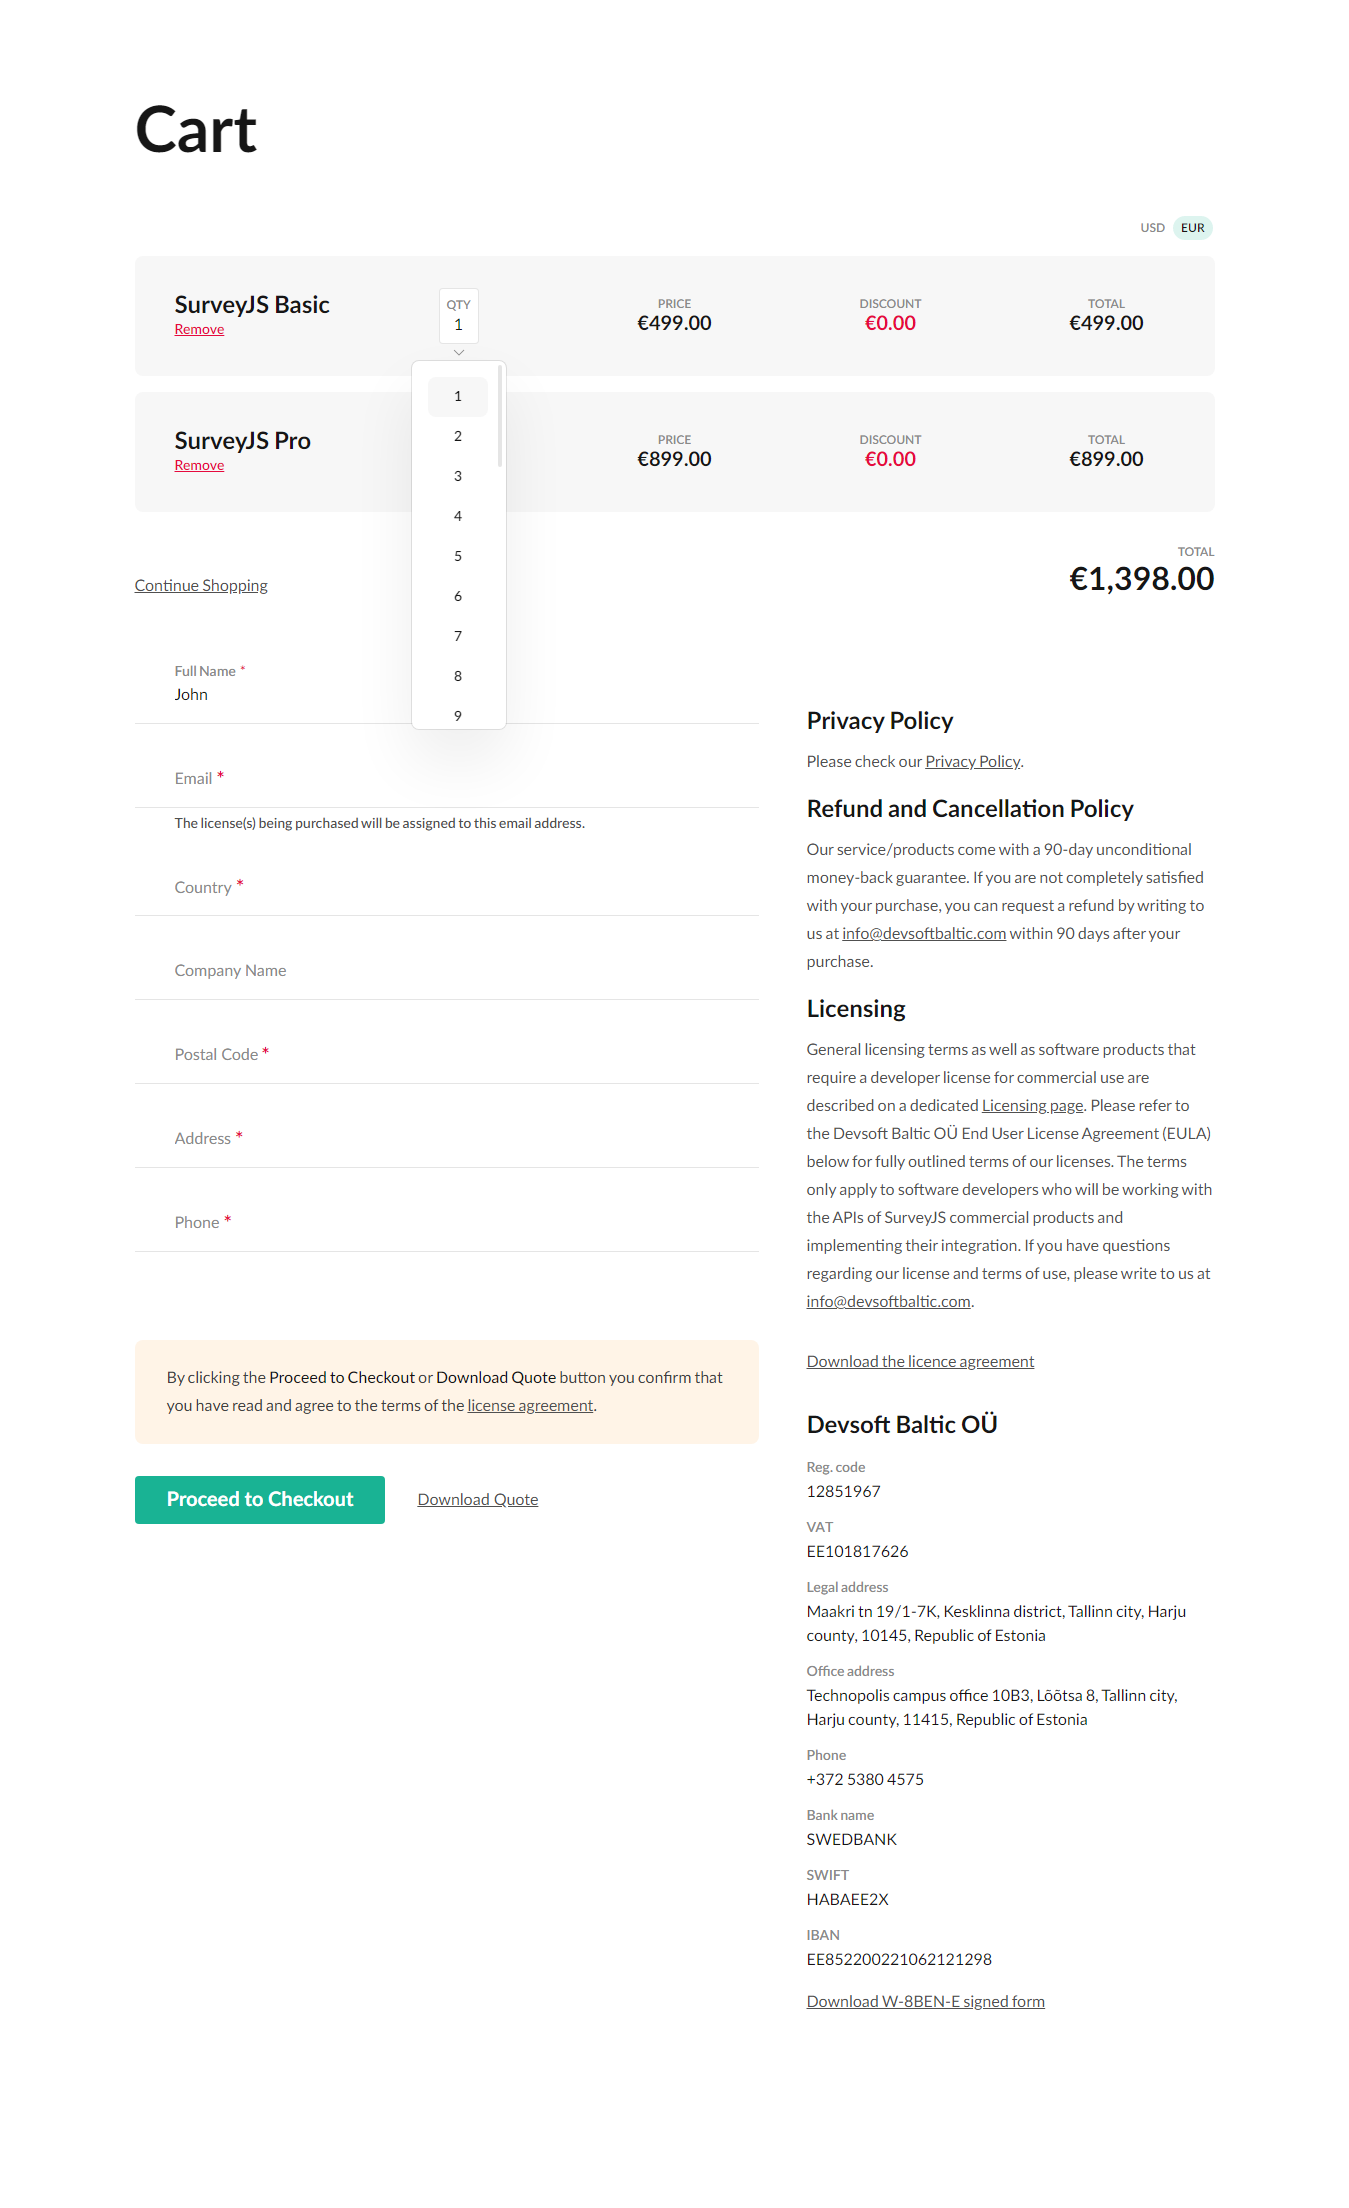 Cart
USD EUR
SurveyJS Basic
Remove
QTY
1
PRICE
€499.00
DISCOUNT
€0.00
TOTAL
€499.00
1
2
3
4
5
6
7
8
9
SurveyJS Pro
Remove
PRICE
€899.00
DISCOUNT
€0.00
TOTAL
€899.00
Continue Shopping
TOTAL
€1,398.00
Full Name *
John
Email *
The license(s) being purchased will be assigned to this email address.
Country *
Company Name
Postal Code *
Address *
Phone *
By clicking the Proceed to Checkout or Download Quote button you confirm that
you have read and agree to the terms of the license agreement.
Proceed to Checkout
Download Quote
Privacy Policy
Please check our Privacy Policy.
Refund and Cancellation Policy
Our service/products come with a 90-day unconditional
money-back guarantee. If you are not completely satisfied
with your purchase, you can request a refund by writing to
us at info@devsoftbaltic.com within 90 days after your
purchase.
Licensing
General licensing terms as well as software products that
require a developer license for commercial use are
described on a dedicated Licensing page. Please refer to
the Devsoft Baltic OÜ End User License Agreement (EULA)
below for fully outlined terms of our licenses. The terms
only apply to software developers who will be working with
the APIs of SurveyJS commercial products and
implementing their integration. If you have questions
regarding our license and terms of use, please write to us at
info@devsoftbaltic.com.
Download the licence agreement
Devsoft Baltic OÜ
Reg. code
12851967
VAT
EE101817626
Legal address
Maakri tn 19/1-7K, Kesklinna district, Tallinn city, Harju
county, 10145, Republic of Estonia
Office address
Technopolis campus office 10B3, Lõõtsa 8, Tallinn city,
Harju county, 11415, Republic of Estonia
Phone
+372 5380 4575
Bank name
SWEDBANK
SWIFT
HABAEE2X
IBAN
EE852200221062121298
Download W-8BEN-E signed form